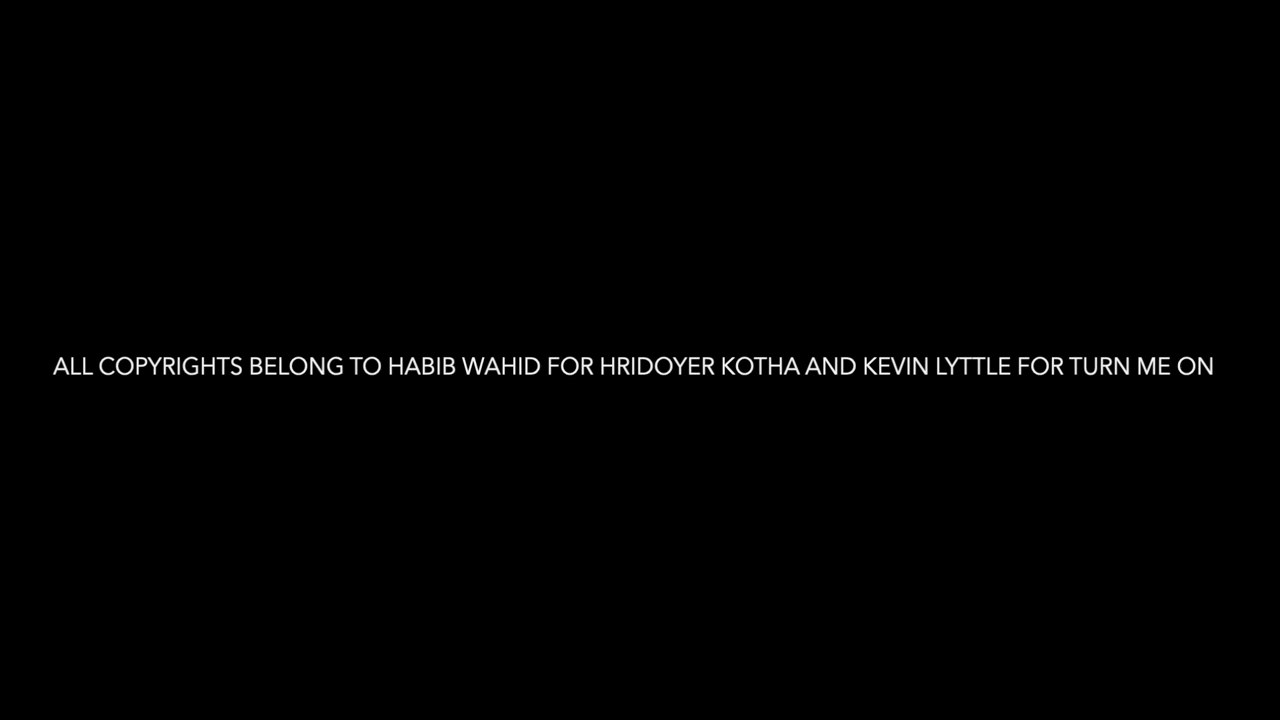 ALL COPYRIGHTS BELONG TO HABIB WAHID FOR HRIDOYER KOTHA AND KEVIN LYTTLE FOR TURN ME ON